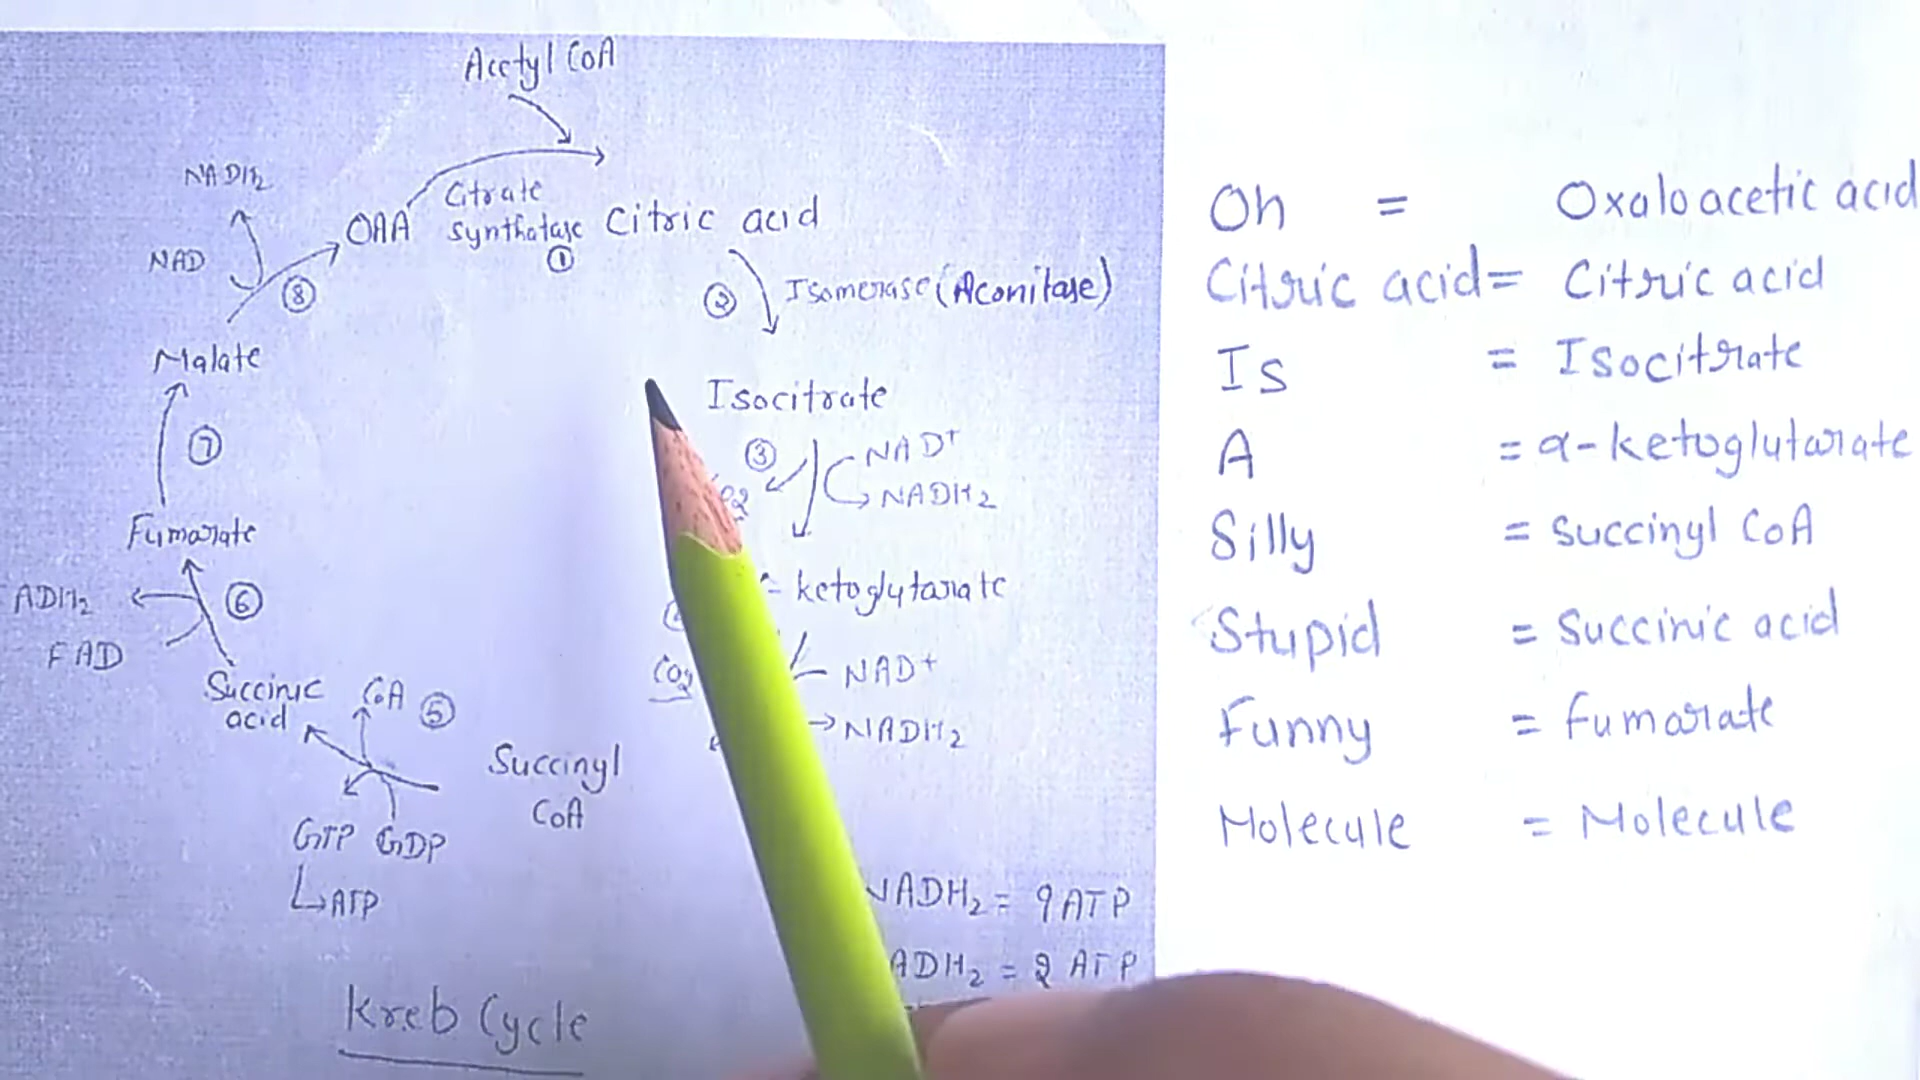 Acetyl CoA
NADH2
NAD
OAA
Citrate
synthatase
①
Citric acid
⑧
②
Isomerase (Aconitase)
Malate
Isocitrate
⑦
③
NAD+
NADH2
Fumarate
- ketoglutarate
ADH2
⑥
FAD
CO2
NAD+
NADH2
Succinic
acid
CoA
⑤
Succinyl
CoA
GTP GDP
ATP
NADH2 = 9 ATP
ADH2 = 2 ATP
Kreb Cycle
Oh = Oxaloacetic acid
Citric acid = Citric acid
Is = Isocitrate
A = α-ketoglutarate
Silly = Succinyl CoA
Stupid = Succinic acid
Funny = fumarate
Molecule = Molecule